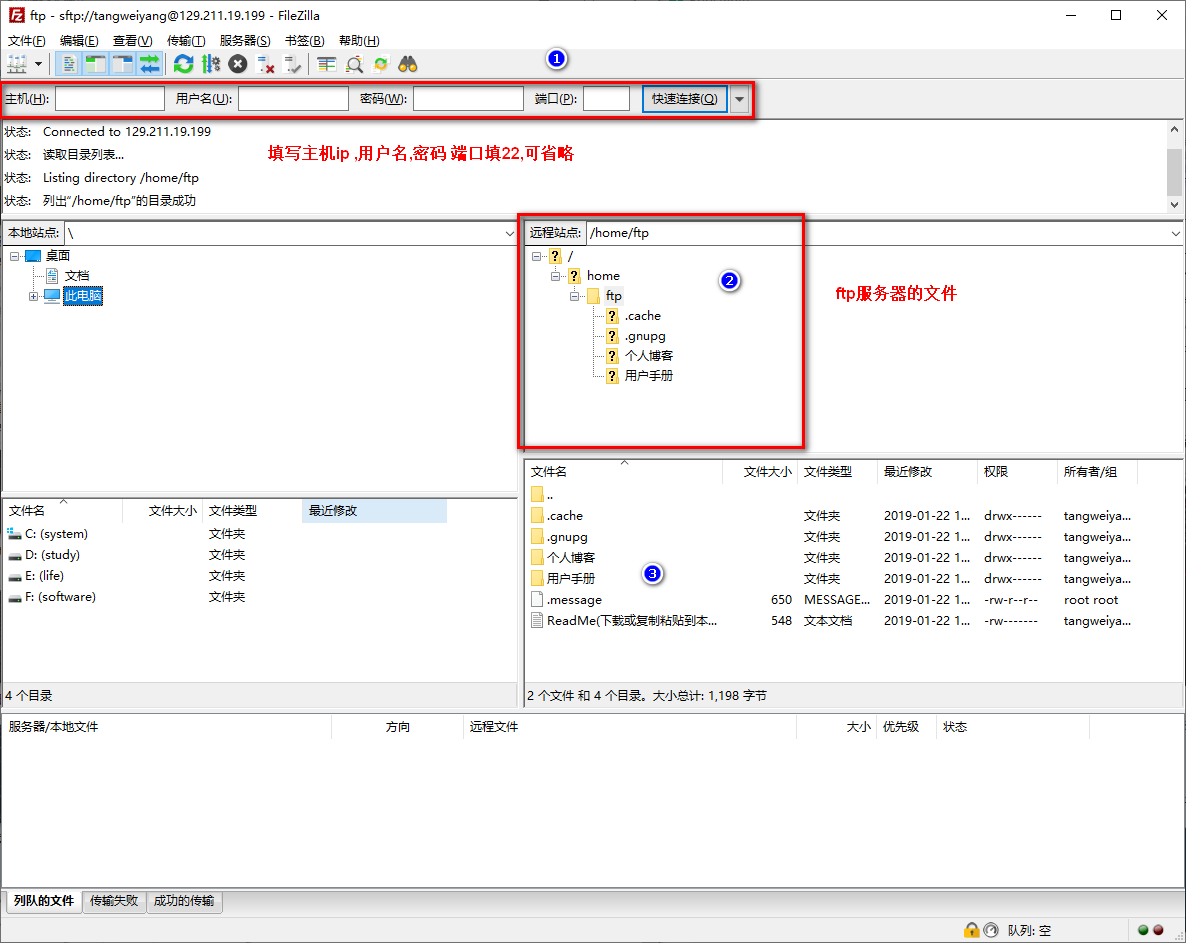 ftp - sftp://tangweiyang@129.211.19.199 - FileZilla
文件(F) 编辑(E) 查看(V) 传输(T) 服务器(S) 书签(B) 帮助(H)
1
主机(H): 用户名(U): 密码(W): 端口(P): 快速连接(Q)
状态: Connected to 129.211.19.199
状态: 读取目录列表...
状态: Listing directory /home/ftp
状态: 列出"/home/ftp"的目录成功
填写主机ip ,用户名,密码 端口填22,可省略
本地站点: \
桌面
文档
此电脑
远程站点: /home/ftp
/
home
ftp
.cache
.gnupg
个人博客
用户手册
2
ftp服务器的文件
文件名 文件大小 文件类型 最近修改
C: (system) 文件夹
D: (study) 文件夹
E: (life) 文件夹
F: (software) 文件夹
4 个目录
文件名 文件大小 文件类型 最近修改 权限 所有者/组
..
.cache 文件夹 2019-01-22 1... drwx------ tangweiya...
.gnupg 文件夹 2019-01-22 1... drwx------ tangweiya...
个人博客 文件夹 2019-01-22 1... drwx------ tangweiya...
用户手册 文件夹 2019-01-22 1... drwx------ tangweiya...
3
.message 650 MESSAGE... 2019-01-22 1... -rw-r--r-- root root
ReadMe(下载或复制粘贴到本... 548 文本文档 2019-01-22 1... -rw------- tangweiya...
2 个文件 和 4 个目录。大小总计: 1,198 字节
服务器/本地文件 方向 远程文件 大小 优先级 状态
列队的文件 传输失败 成功的传输
队列: 空